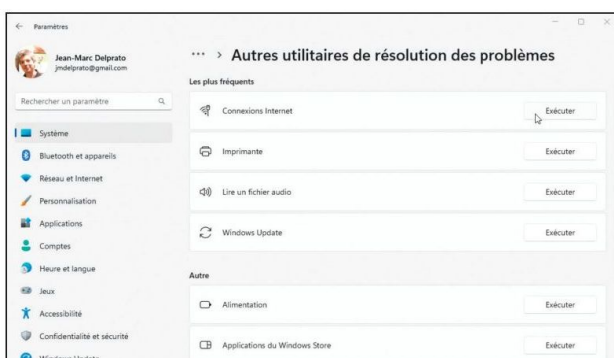 Paramètres
Jean-Marc Delprato
jmdelprato@gmail.com
Rechercher un paramètre
Système
Bluetooth et appareils
Réseau et Internet
Personnalisation
Applications
Comptes
Heure et langue
Jeux
Accessibilité
Confidentialité et sécurité
Windows Update
... > Autres utilitaires de résolution des problèmes
Les plus fréquents
Connexions Internet Exécuter
Imprimante Exécuter
Lire un fichier audio Exécuter
Windows Update Exécuter
Autre
Alimentation Exécuter
Applications du Windows Store Exécuter